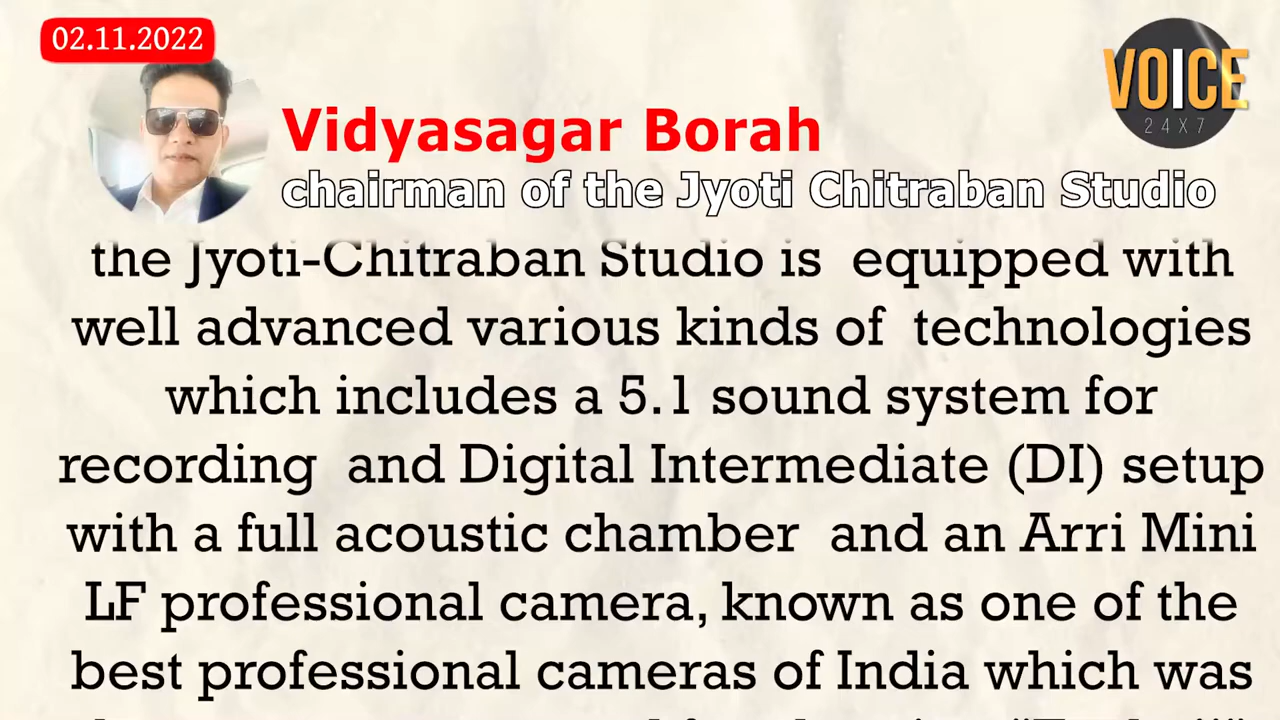 02.11.2022
VOICE
24X7
Vidyasagar Borah
chairman of the Jyoti Chitraban Studio
the Jyoti-Chitraban Studio is equipped with
well advanced various kinds of technologies
which includes a 5.1 sound system for
recording and Digital Intermediate (DI) setup
with a full acoustic chamber and an Arri Mini
LF professional camera, known as one of the
best professional cameras of India which was